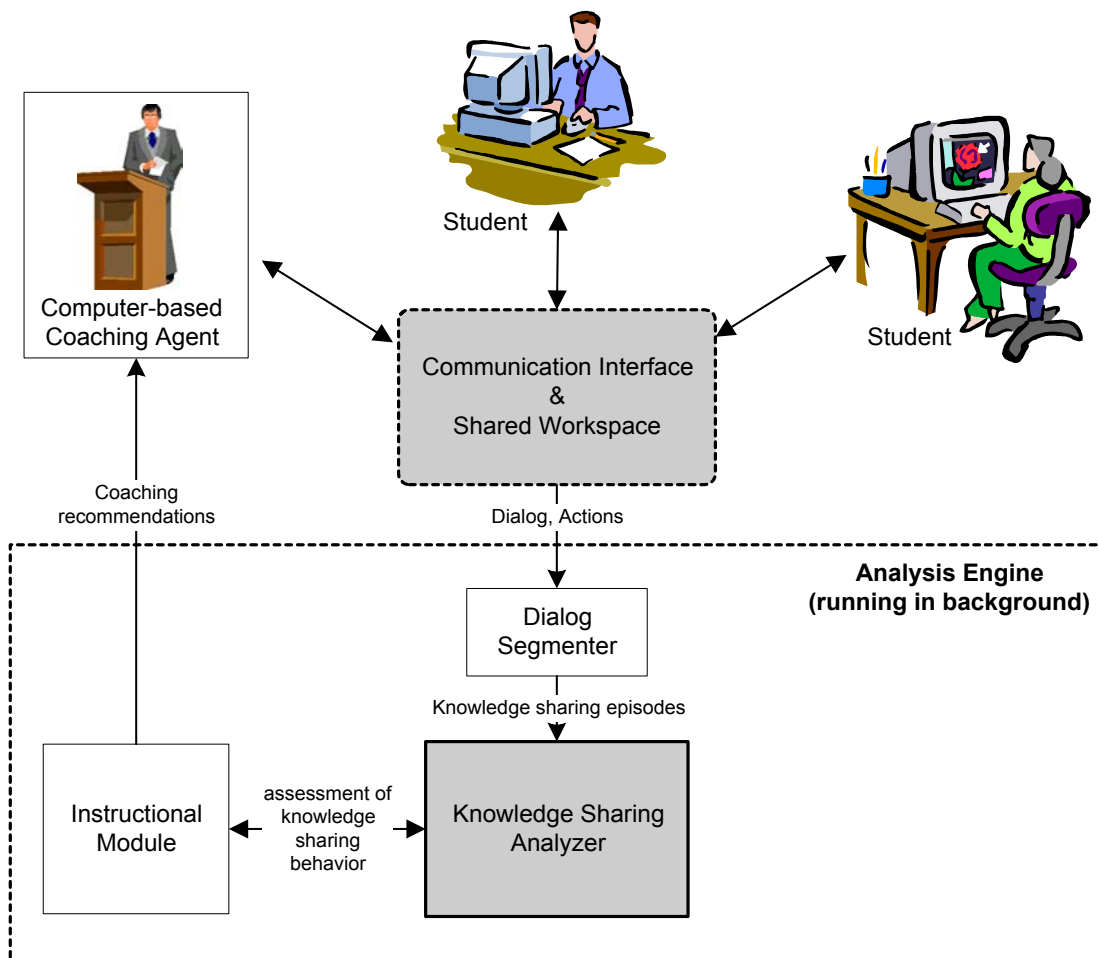 Student
Computer-based
Coaching Agent
Student
Communication Interface
&
Shared Workspace
Coaching
recommendations
Dialog, Actions
Analysis Engine
(running in background)
Dialog
Segmenter
Knowledge sharing episodes
Instructional
Module
assessment of
knowledge
sharing
behavior
Knowledge Sharing
Analyzer